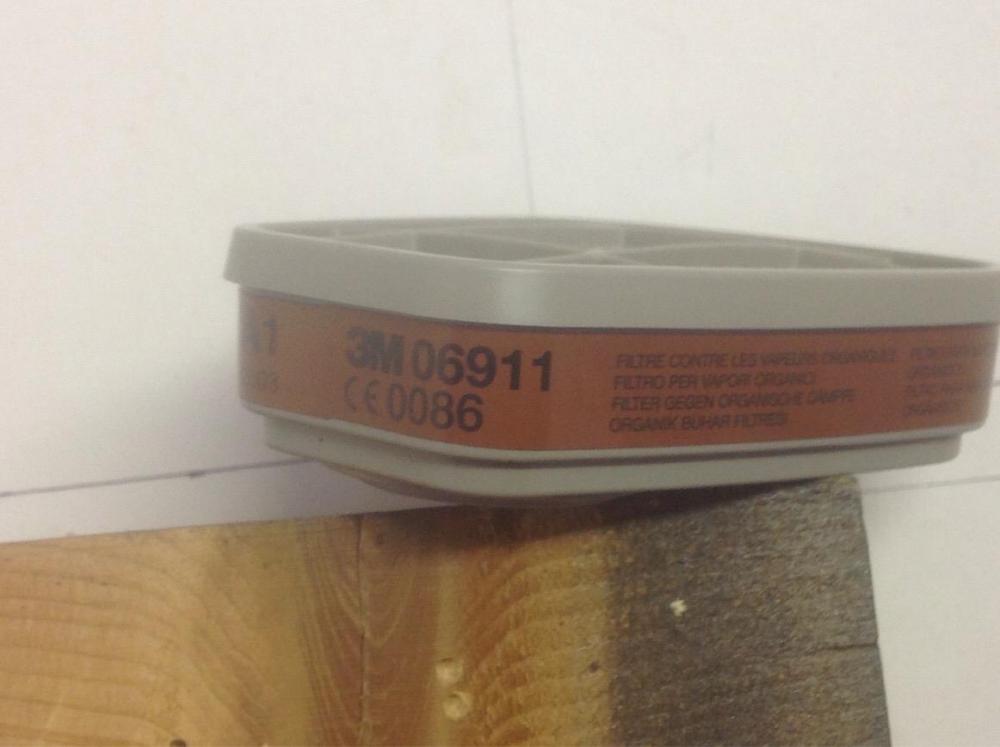 A1
3M 06911
CE 0086
FILTRE CONTRE LES VAPEURS ORGANIQUES
FILTRO PER VAPORI ORGANICI
FILTER GEGEN ORGANISCHE DÄMPFE
ORGANIK BUHAR FILTRESI